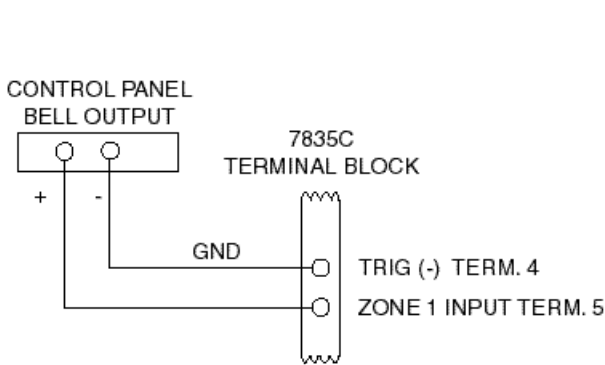 CONTROL PANEL
BELL OUTPUT
7835C
TERMINAL BLOCK
+ -
GND
TRIG (-) TERM. 4
ZONE 1 INPUT TERM. 5